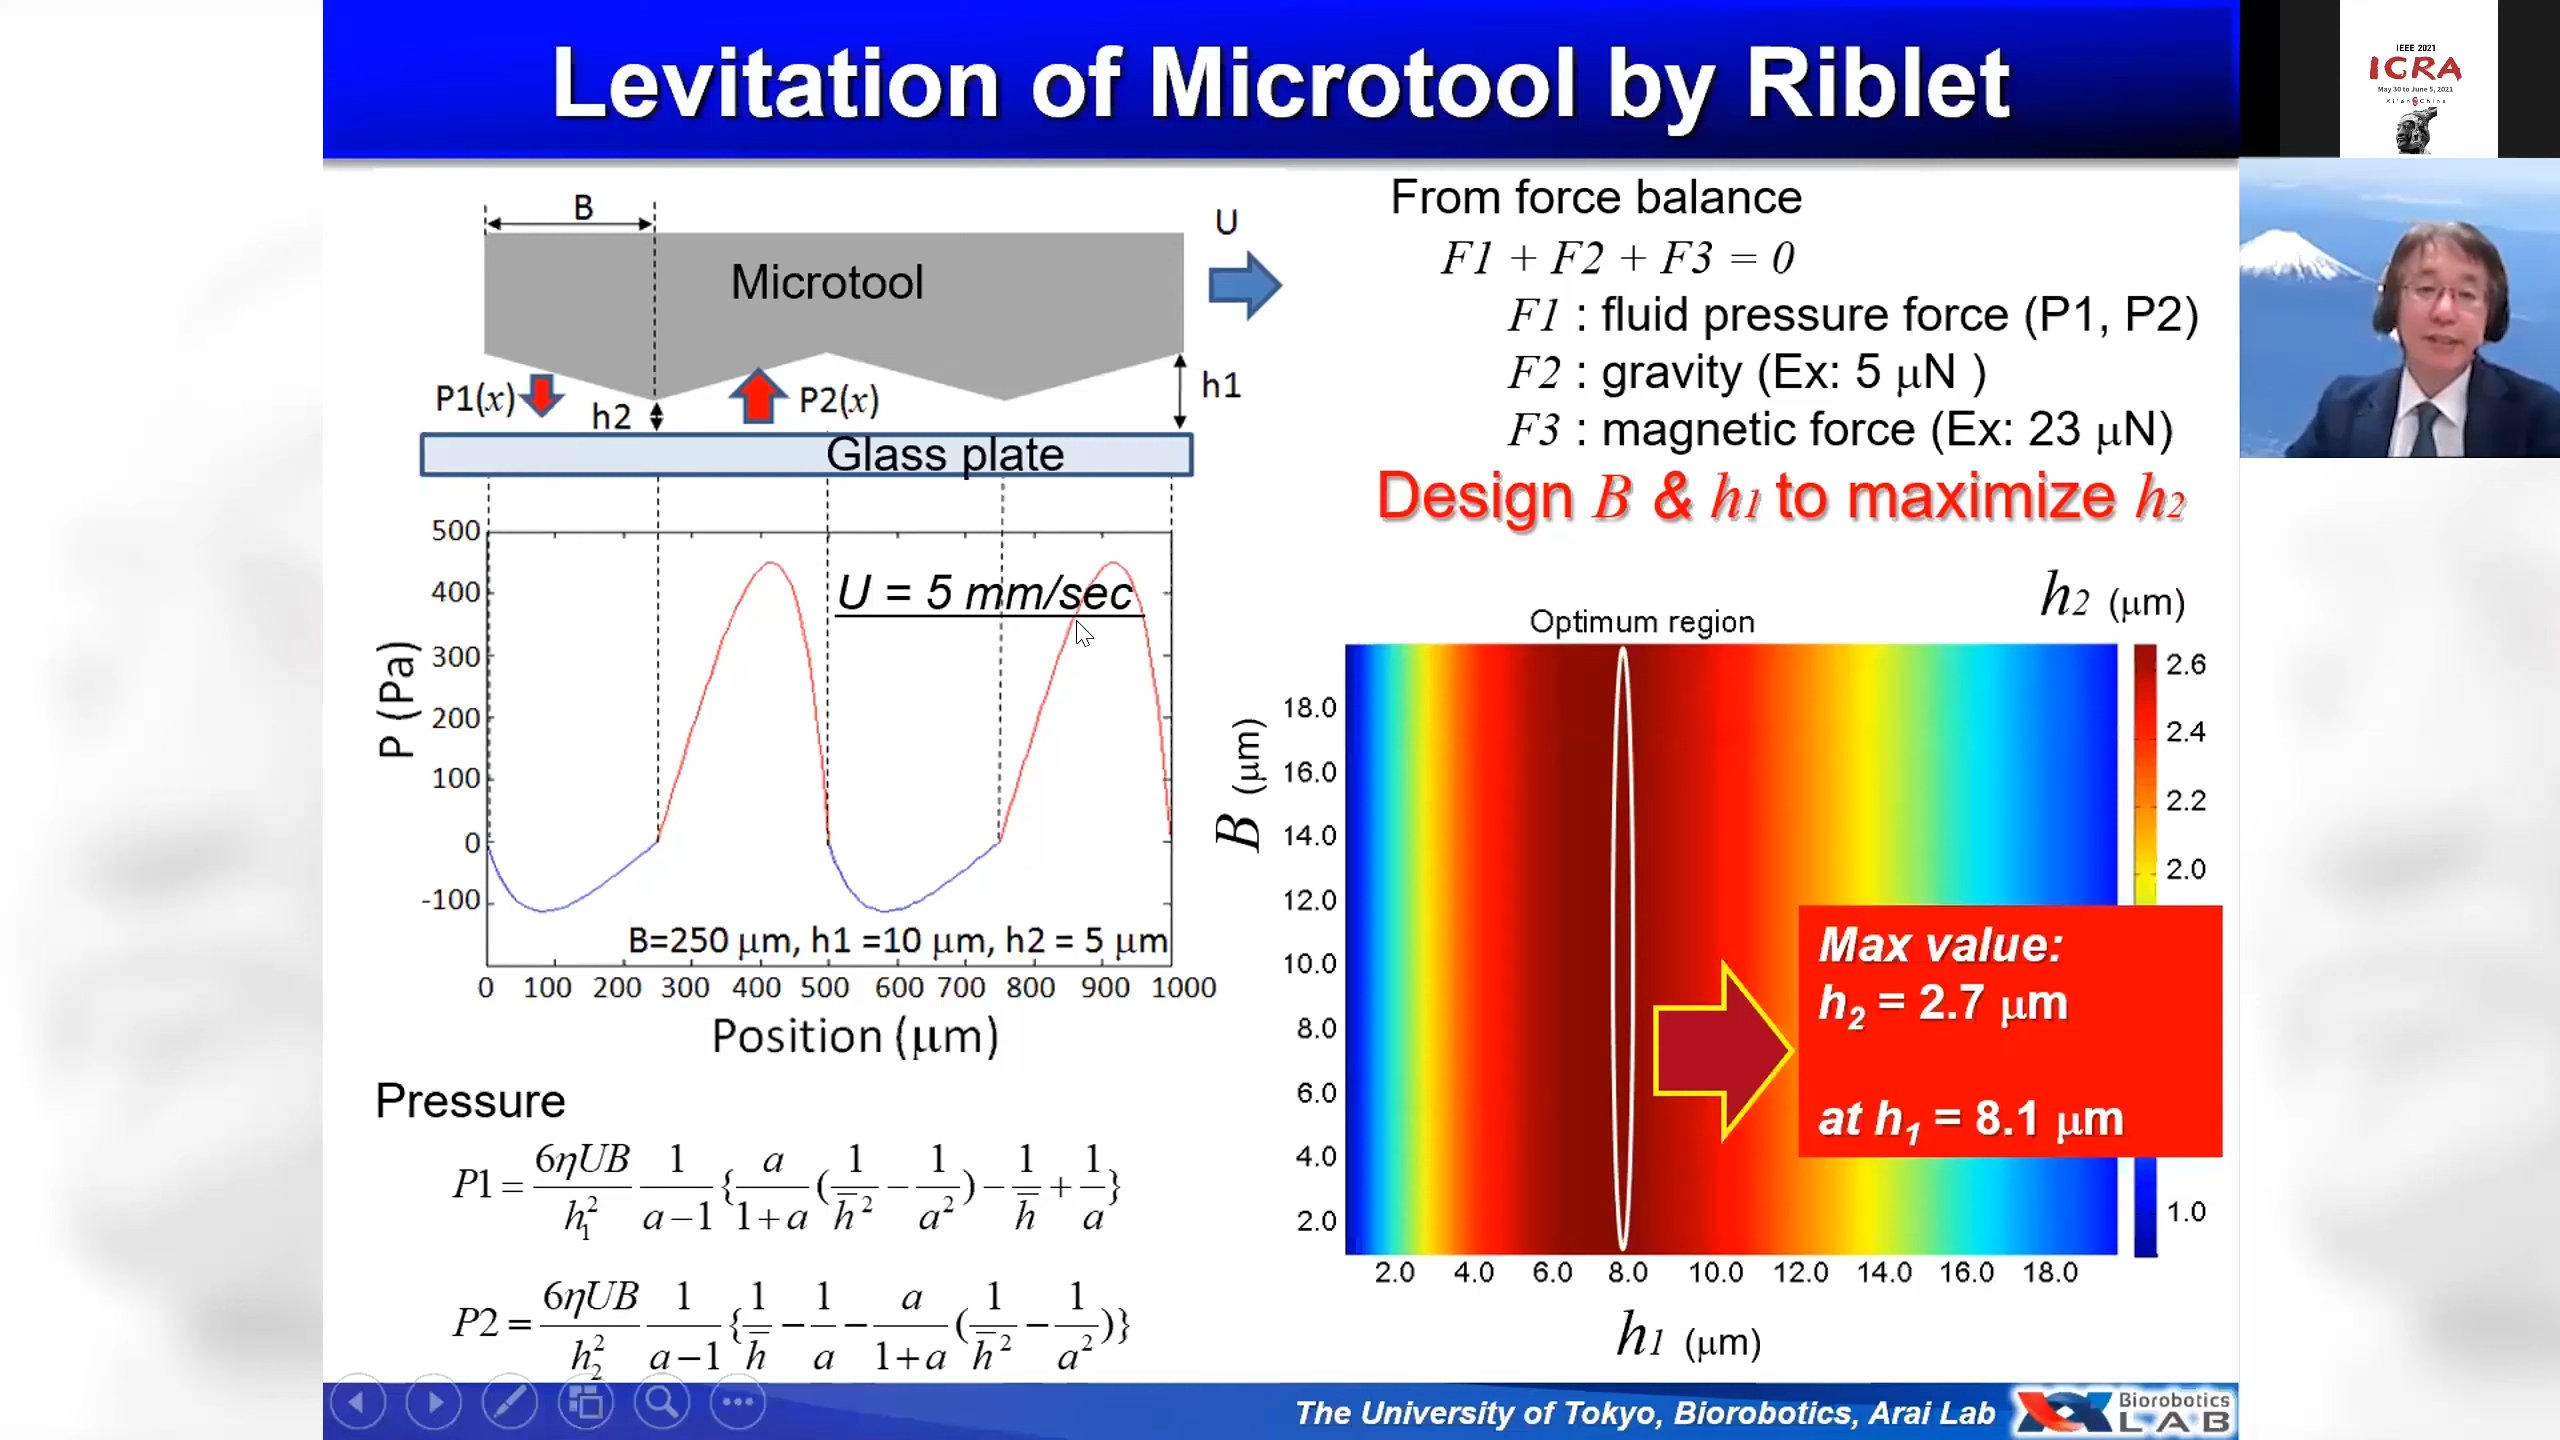 Levitation of Microtool by Riblet
IEEE 2021
ICRA
May 30 to June 5, 2021
Xi'an China
B
U
Microtool
P1(x)
h2
P2(x)
h1
Glass plate
500
400
300
200
100
0
-100
P (Pa)
U = 5 mm/sec
B=250 μm, h1 =10 μm, h2 = 5 μm
0 100 200 300 400 500 600 700 800 900 1000
Position (μm)
Pressure
P1 = 6ηUB/h₁² 1/(a−1) {a/(1+a) (1/h̄² − 1/a²) − 1/h̄ + 1/a}
P2 = 6ηUB/h₂² 1/(a−1) {1/h̄ − 1/a − a/(1+a) (1/h̄² − 1/a²)}
From force balance
F1 + F2 + F3 = 0
F1 : fluid pressure force (P1, P2)
F2 : gravity (Ex: 5 μN )
F3 : magnetic force (Ex: 23 μN)
Design B & h1 to maximize h2
h2 (μm)
Optimum region
18.0
16.0
14.0
12.0
10.0
8.0
6.0
4.0
2.0
B (μm)
2.6
2.4
2.2
2.0
1.0
Max value:
h2 = 2.7 μm
at h1 = 8.1 μm
2.0 4.0 6.0 8.0 10.0 12.0 14.0 16.0 18.0
h1 (μm)
The University of Tokyo, Biorobotics, Arai Lab
Biorobotics
LAB